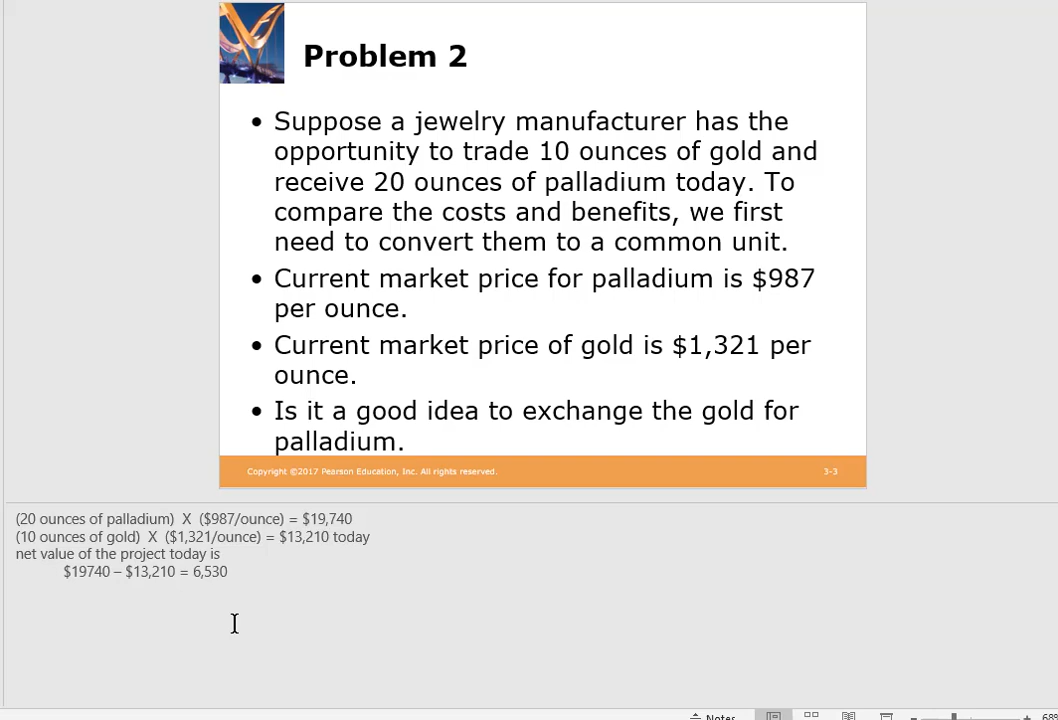 Problem 2
• Suppose a jewelry manufacturer has the
opportunity to trade 10 ounces of gold and
receive 20 ounces of palladium today. To
compare the costs and benefits, we first
need to convert them to a common unit.
• Current market price for palladium is $987
per ounce.
• Current market price of gold is $1,321 per
ounce.
• Is it a good idea to exchange the gold for
palladium.
Copyright ©2017 Pearson Education, Inc. All rights reserved.
3-3
(20 ounces of palladium) X ($987/ounce) = $19,740
(10 ounces of gold) X ($1,321/ounce) = $13,210 today
net value of the project today is
$19740 – $13,210 = 6,530
Notes